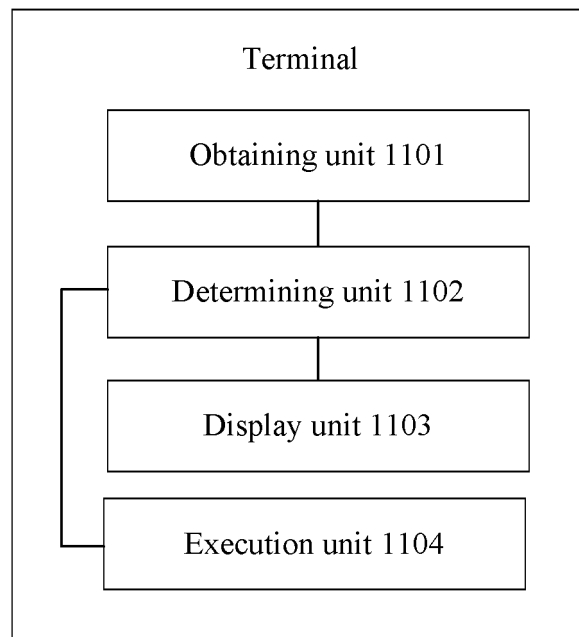 Terminal
Obtaining unit 1101
Determining unit 1102
Display unit 1103
Execution unit 1104